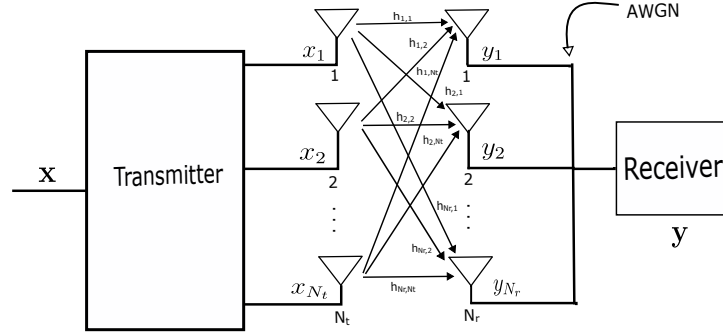 AWGN
h1,1
x1
1
h1,2
h1,Nt
y1
1
h2,1
x
Transmitter
x2
2
h2,2
h2,Nt
y2
2
Receiver
y
⋮
hNr,1
⋮
hNr,2
xNt
Nt
hNr,Nt
yNr
Nr